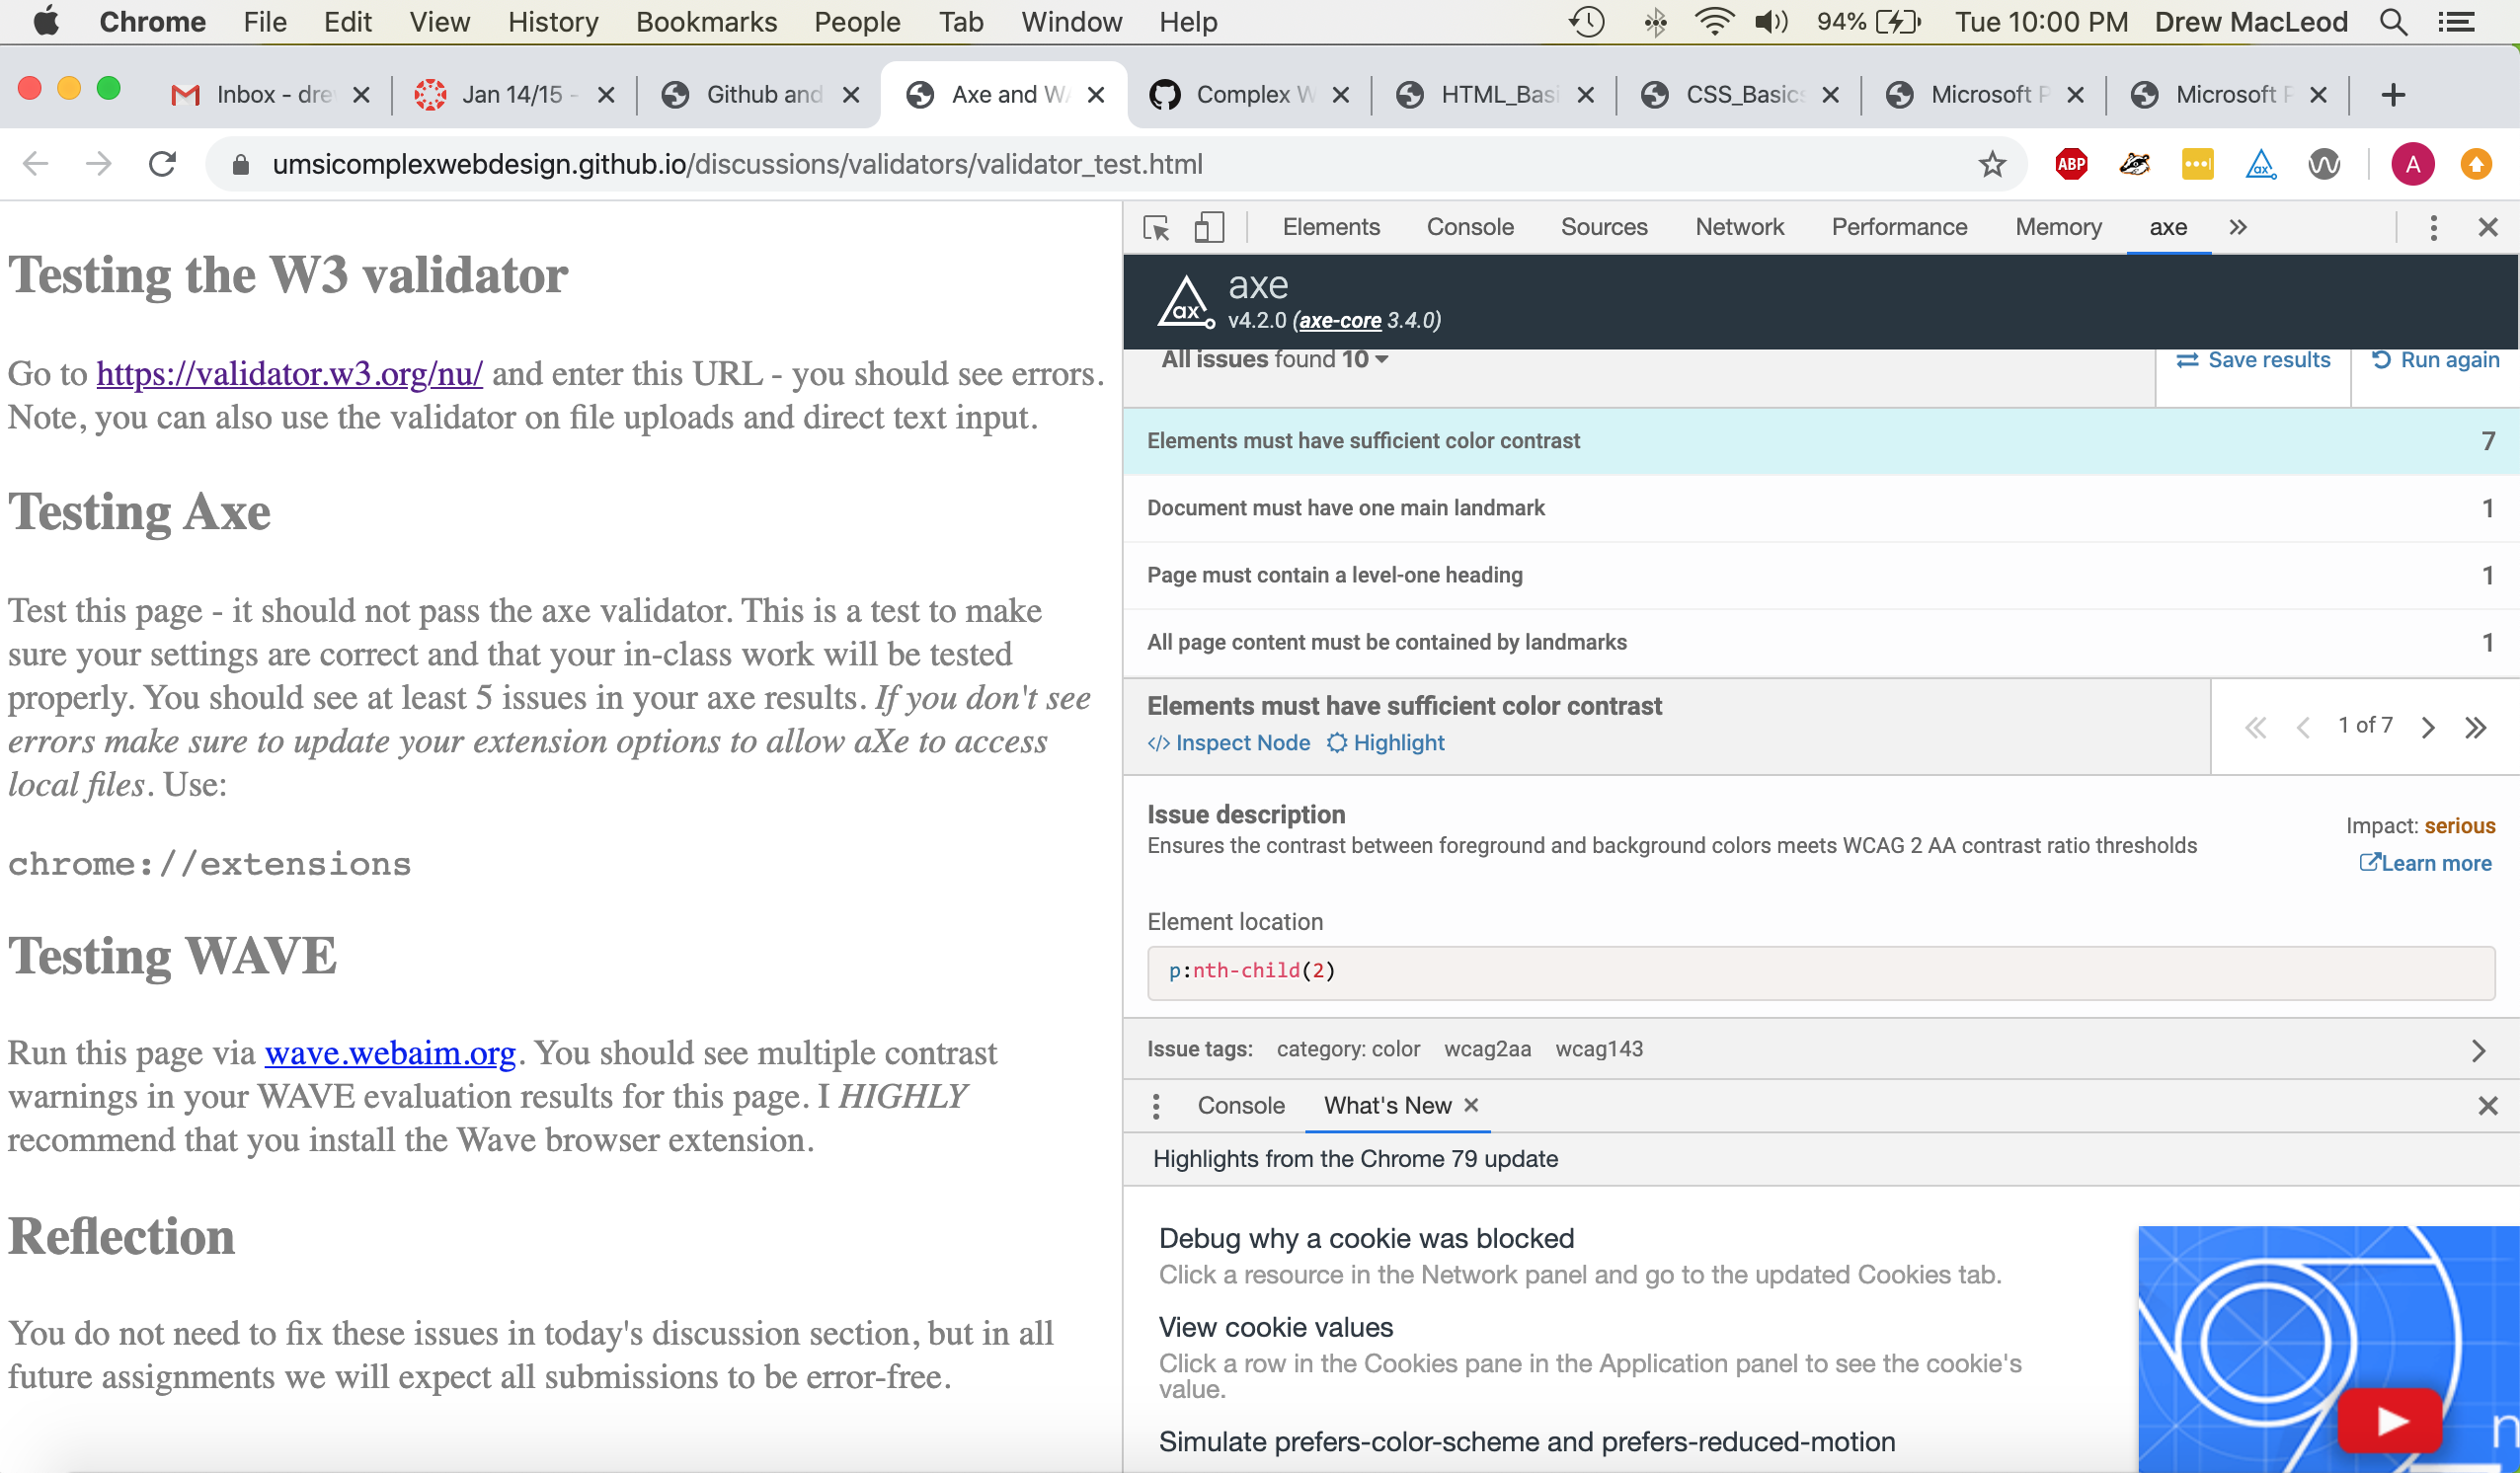 Chrome File Edit View History Bookmarks People Tab Window Help 94% Tue 10:00 PM Drew MacLeod
Inbox - dre Jan 14/15 - Github and Axe and WA Complex W HTML_Basi CSS_Basics Microsoft P Microsoft P
umsicomplexwebdesign.github.io/discussions/validators/validator_test.html ABP ax A
Testing the W3 validator
Go to https://validator.w3.org/nu/ and enter this URL - you should see errors.
Note, you can also use the validator on file uploads and direct text input.
Testing Axe
Test this page - it should not pass the axe validator. This is a test to make
sure your settings are correct and that your in-class work will be tested
properly. You should see at least 5 issues in your axe results. If you don't see
errors make sure to update your extension options to allow aXe to access
local files. Use:
chrome://extensions
Testing WAVE
Run this page via wave.webaim.org. You should see multiple contrast
warnings in your WAVE evaluation results for this page. I HIGHLY
recommend that you install the Wave browser extension.
Reflection
You do not need to fix these issues in today's discussion section, but in all
future assignments we will expect all submissions to be error-free.
Elements Console Sources Network Performance Memory axe
ax axe
v4.2.0 (axe-core 3.4.0)
All issues found 10 Save results Run again
Elements must have sufficient color contrast 7
Document must have one main landmark 1
Page must contain a level-one heading 1
All page content must be contained by landmarks 1
Elements must have sufficient color contrast
</> Inspect Node Highlight 1 of 7
Issue description
Ensures the contrast between foreground and background colors meets WCAG 2 AA contrast ratio thresholds
Impact: serious
Learn more
Element location
p:nth-child(2)
Issue tags: category: color wcag2aa wcag143
Console What's New
Highlights from the Chrome 79 update
Debug why a cookie was blocked
Click a resource in the Network panel and go to the updated Cookies tab.
View cookie values
Click a row in the Cookies pane in the Application panel to see the cookie's
value.
Simulate prefers-color-scheme and prefers-reduced-motion